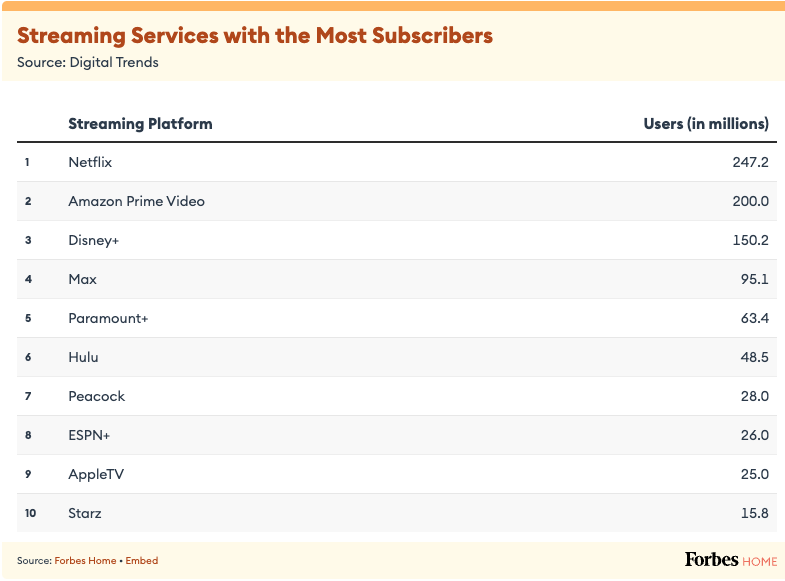 Streaming Services with the Most Subscribers
Source: Digital Trends
Streaming Platform Users (in millions)
1 Netflix 247.2
2 Amazon Prime Video 200.0
3 Disney+ 150.2
4 Max 95.1
5 Paramount+ 63.4
6 Hulu 48.5
7 Peacock 28.0
8 ESPN+ 26.0
9 AppleTV 25.0
10 Starz 15.8
Source: Forbes Home • Embed Forbes HOME